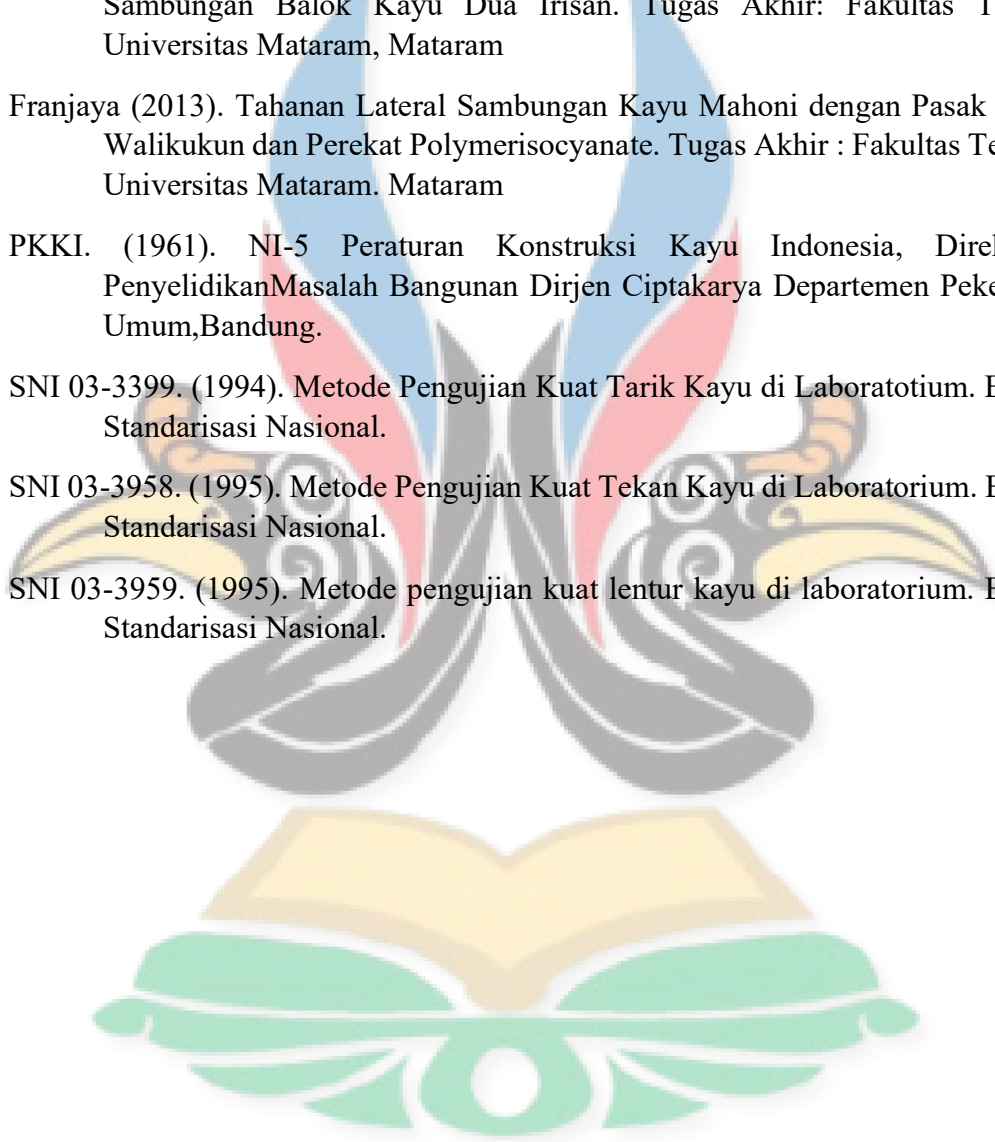 Sambungan Balok Kayu Dua Irisan. Tugas Akhir: Fakultas
Universitas Mataram, Mataram
Franjaya (2013). Tahanan Lateral Sambungan Kayu Mahoni dengan Pasak
Walikukun dan Perekat Polymerisocyanate. Tugas Akhir : Fakultas
Universitas Mataram. Mataram
PKKI. (1961). NI-5 Peraturan Konstruksi Kayu Indonesia,
PenyelidikanMasalah Bangunan Dirjen Ciptakarya Departemen
Umum,Bandung.
SNI 03-3399. (1994). Metode Pengujian Kuat Tarik Kayu di Laboratotium.
Standarisasi Nasional.
SNI 03-3958. (1995). Metode Pengujian Kuat Tekan Kayu di Laboratorium.
Standarisasi Nasional.
SNI 03-3959. (1995). Metode pengujian kuat lentur kayu di laboratorium.
Standarisasi Nasional.